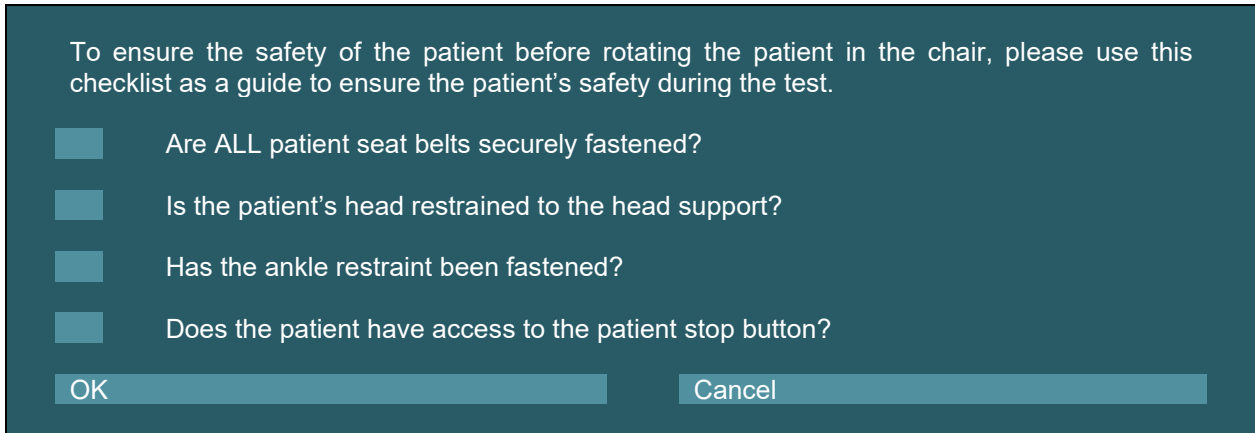 To ensure the safety of the patient before rotating the patient in the chair, please use this
checklist as a guide to ensure the patient’s safety during the test.
Are ALL patient seat belts securely fastened?
Is the patient’s head restrained to the head support?
Has the ankle restraint been fastened?
Does the patient have access to the patient stop button?
OK
Cancel